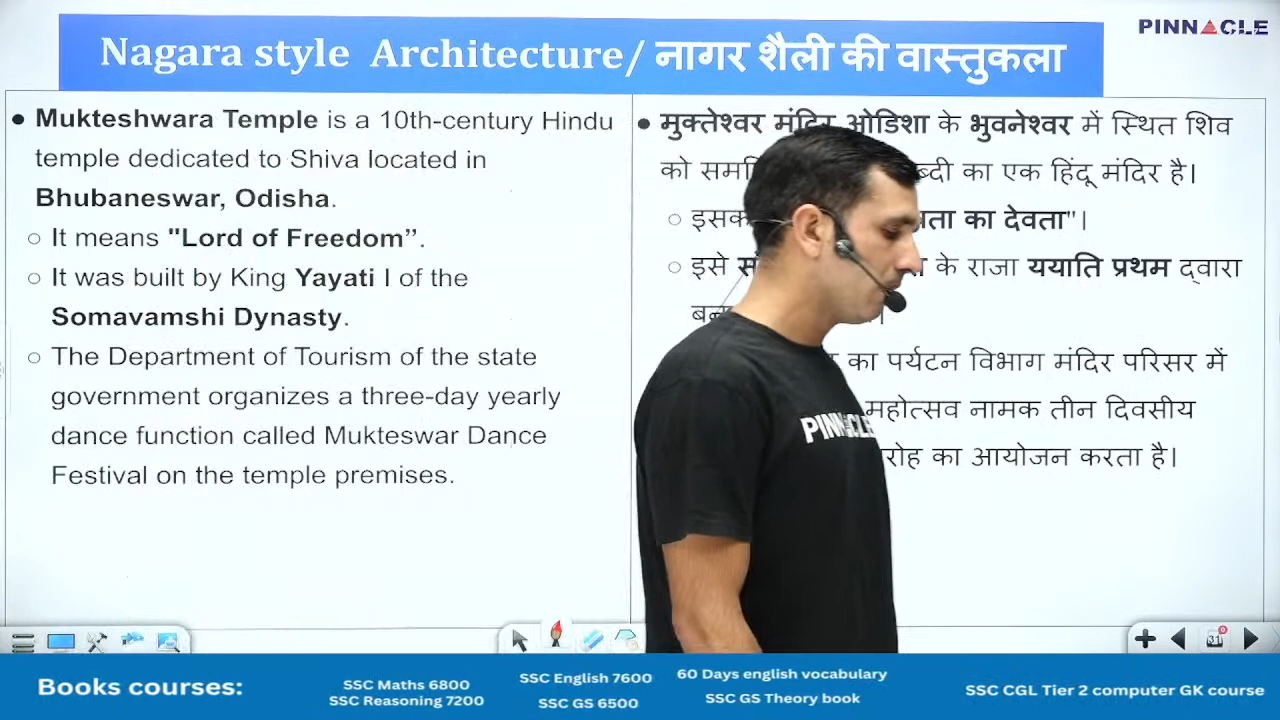 Nagara style Architecture/ नागर शैली की वास्तुकला
PINNACLE
● Mukteshwara Temple is a 10th-century Hindu
temple dedicated to Shiva located in
Bhubaneswar, Odisha.
○ It means "Lord of Freedom”.
○ It was built by King Yayati I of the
Somavamshi Dynasty.
○ The Department of Tourism of the state
government organizes a three-day yearly
dance function called Mukteswar Dance
Festival on the temple premises.
● मुक्तेश्वर मंदिर ओडिशा के भुवनेश्वर में स्थित शिव
को का एक हिंदू मंदिर है।
○ का देवता"।
○ इसे के राजा ययाति प्रथम द्वारा
का पर्यटन विभाग मंदिर परिसर में
महोत्सव नामक तीन दिवसीय
का आयोजन करता है।
PINNACLE
31
Books courses:
SSC Maths 6800
SSC Reasoning 7200
SSC English 7600
SSC GS 6500
60 Days english vocabulary
SSC GS Theory book
SSC CGL Tier 2 computer GK course